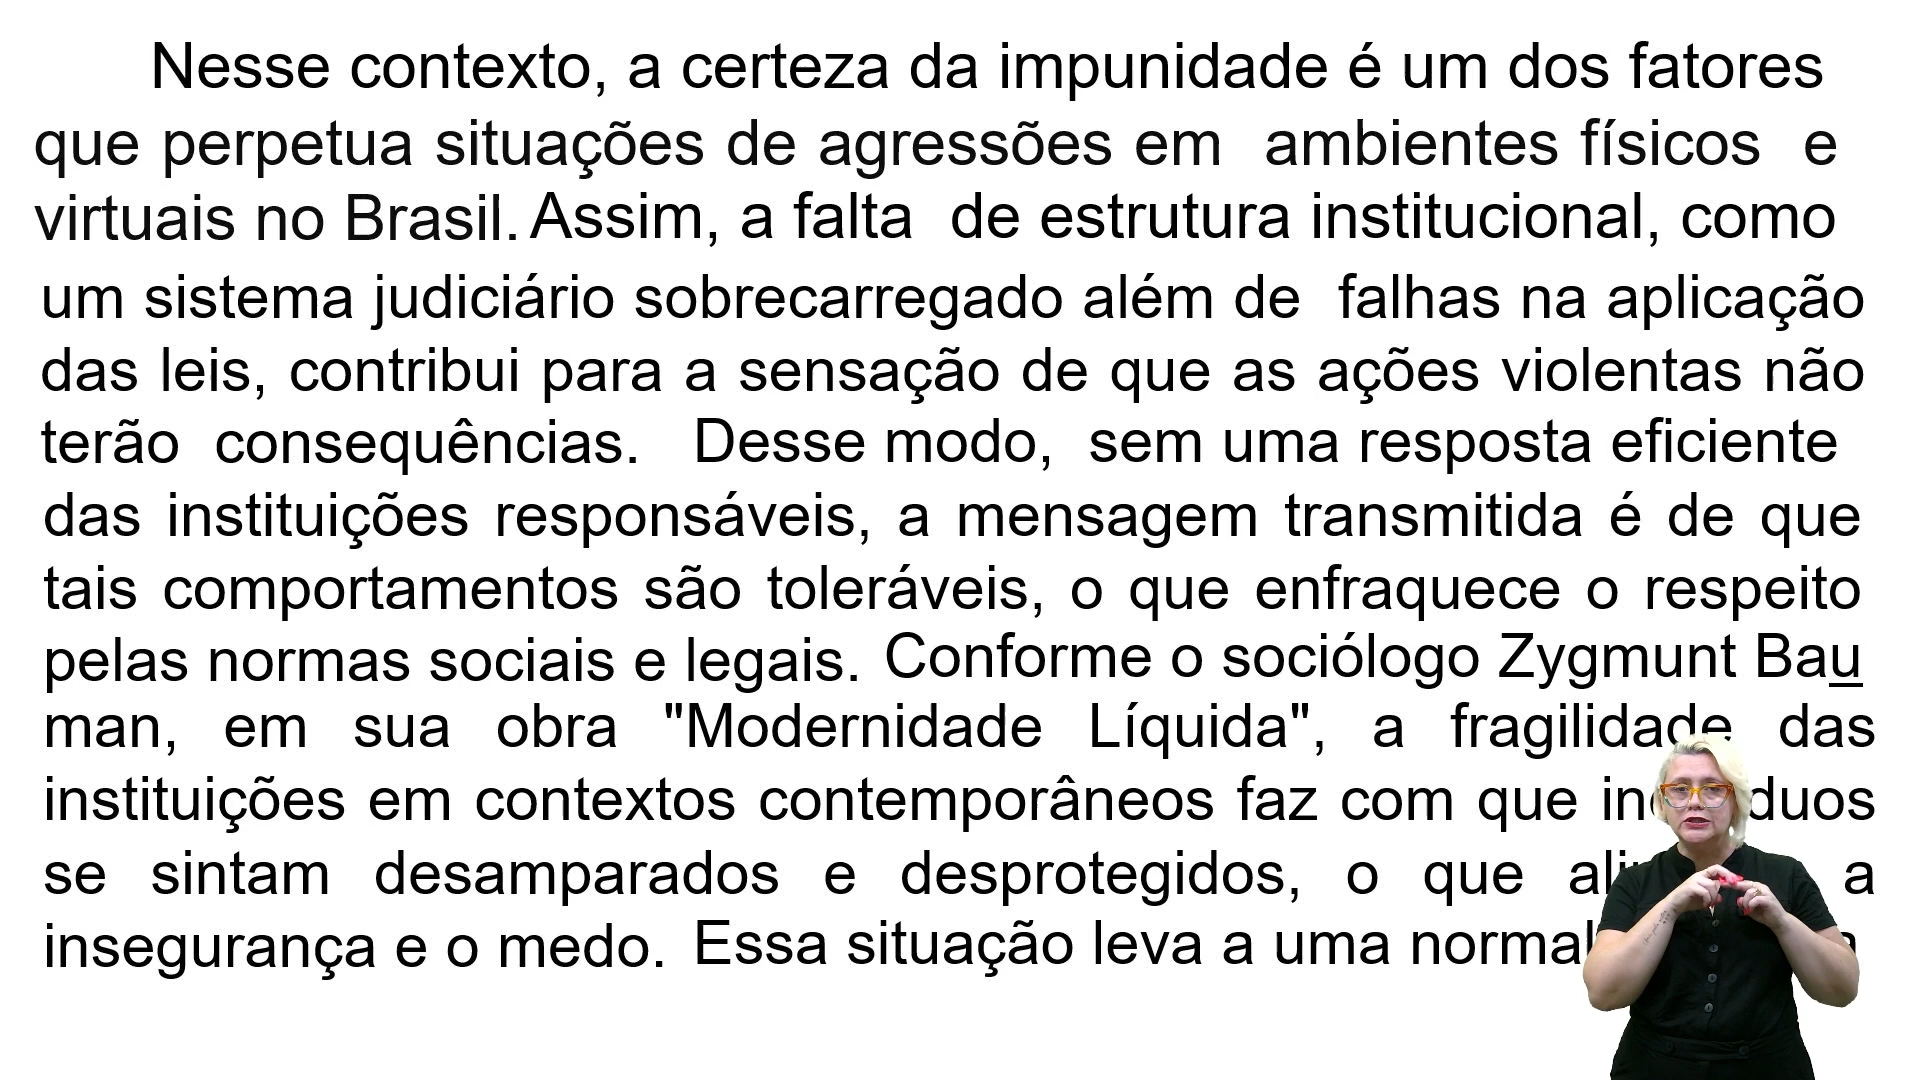 Nesse contexto, a certeza da impunidade é um dos fatores
que perpetua situações de agressões em ambientes físicos e
virtuais no Brasil. Assim, a falta de estrutura institucional, como
um sistema judiciário sobrecarregado além de falhas na aplicação
das leis, contribui para a sensação de que as ações violentas não
terão consequências. Desse modo, sem uma resposta eficiente
das instituições responsáveis, a mensagem transmitida é de que
tais comportamentos são toleráveis, o que enfraquece o respeito
pelas normas sociais e legais. Conforme o sociólogo Zygmunt Bau
man, em sua obra "Modernidade Líquida", a fragilidade das
instituições em contextos contemporâneos faz com que
se sintam desamparados e desprotegidos, o que a
insegurança e o medo. Essa situação leva a uma